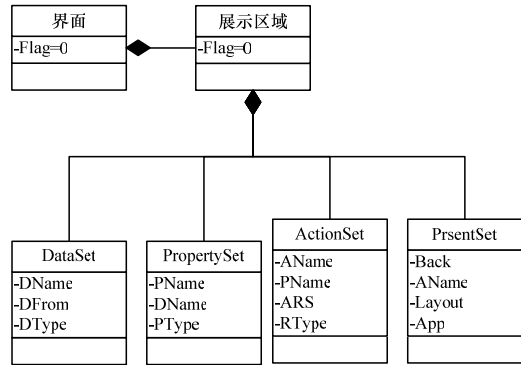 界面
-Flag=0
展示区域
-Flag=0
DataSet
-DName
-DFrom
-DType
PropertySet
-PName
-DName
-PType
ActionSet
-AName
-PName
-ARS
-RType
PrsentSet
-Back
-AName
-Layout
-App